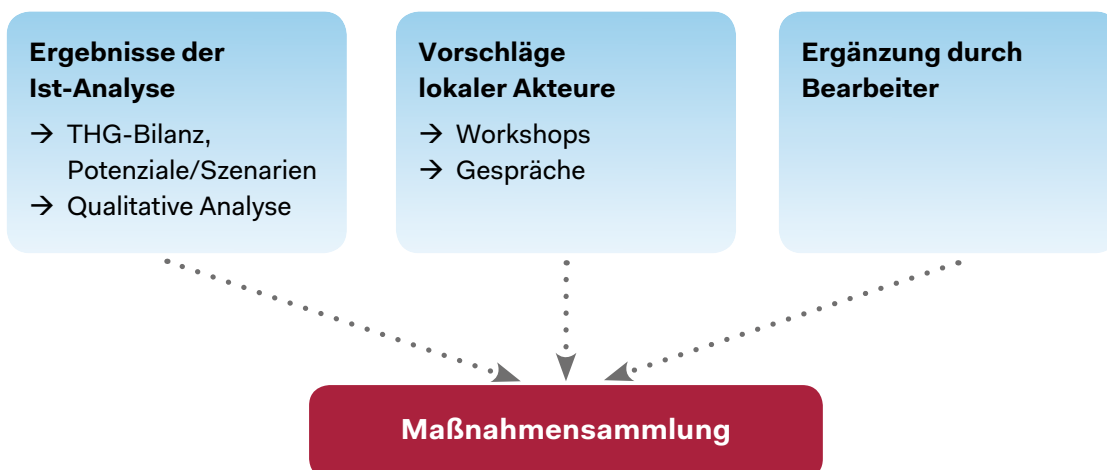 Ergebnisse der
Ist-Analyse
→ THG-Bilanz,
Potenziale/Szenarien
→ Qualitative Analyse
Vorschläge
lokaler Akteure
→ Workshops
→ Gespräche
Ergänzung durch
Bearbeiter
Maßnahmensammlung